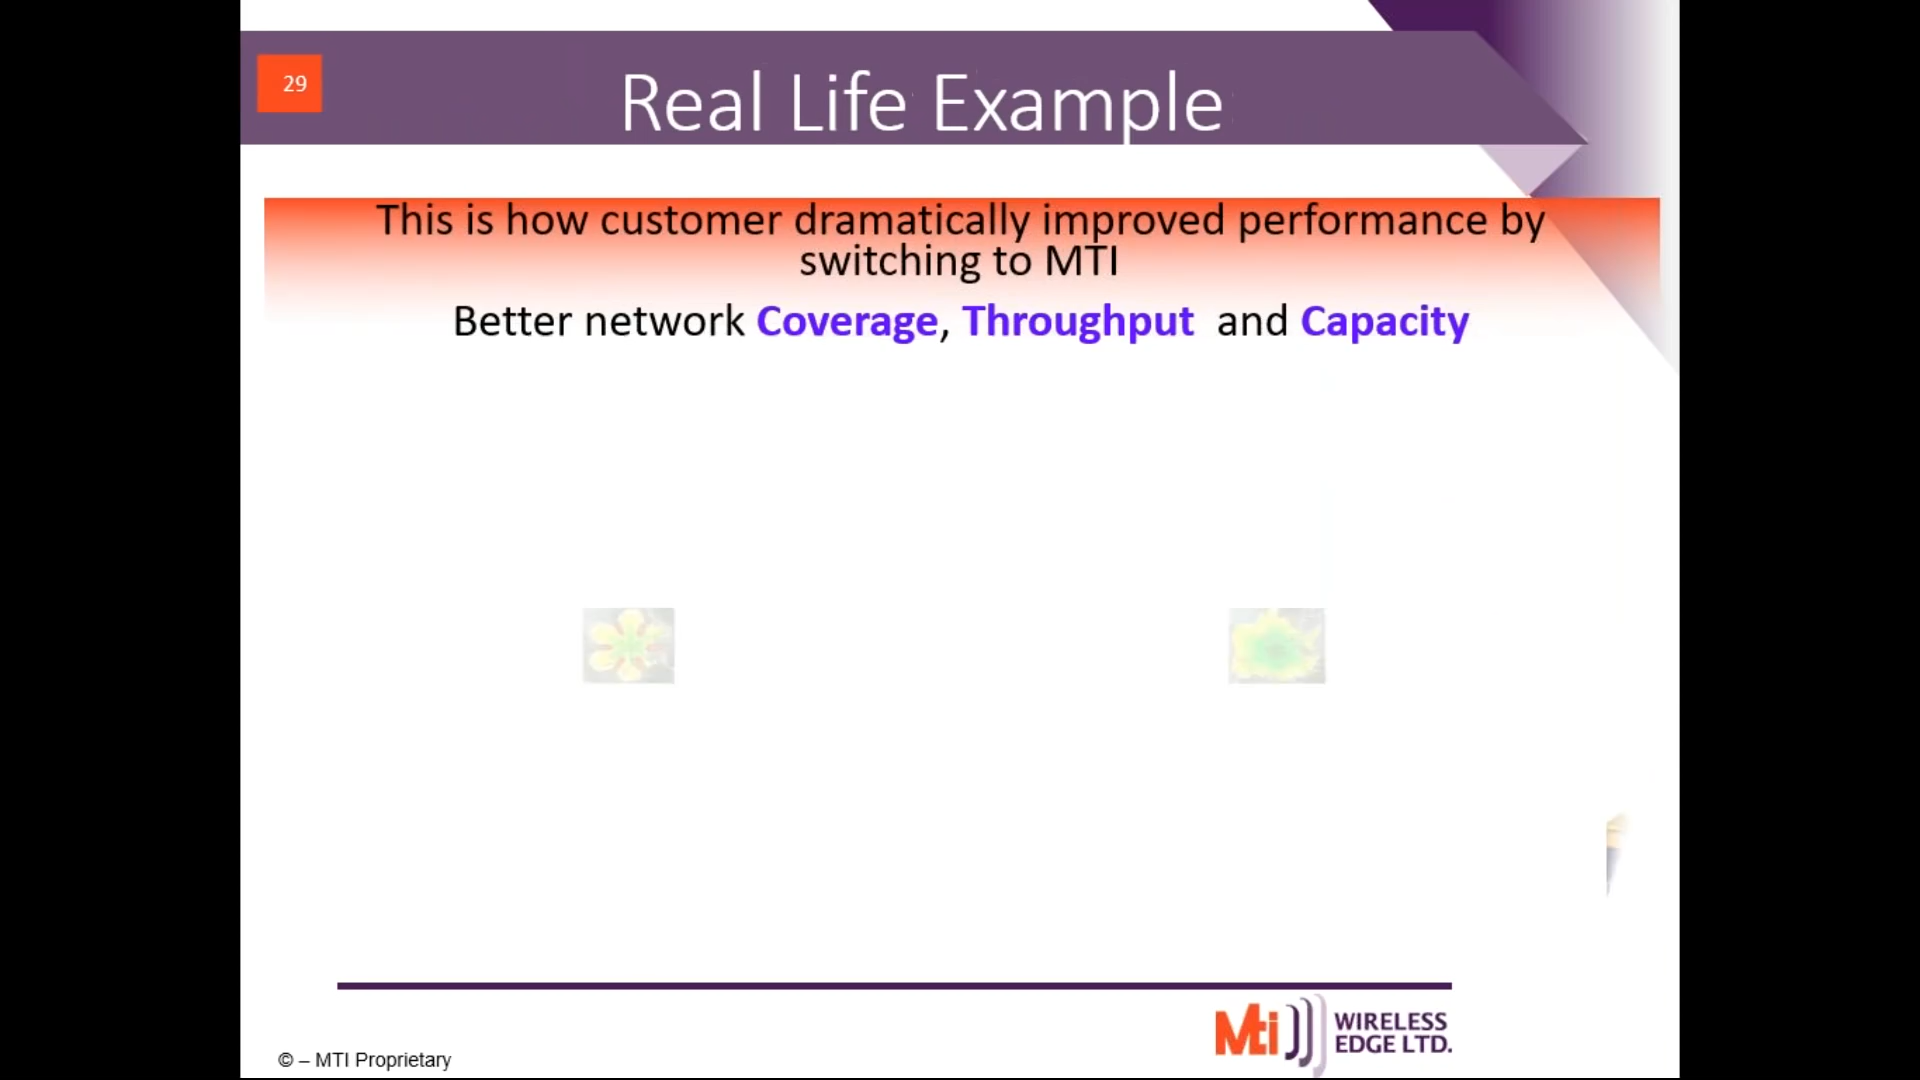 29
Real Life Example
This is how customer dramatically improved performance by
switching to MTI
Better network Coverage, Throughput and Capacity
Mti WIRELESS
EDGE LTD.
© – MTI Proprietary